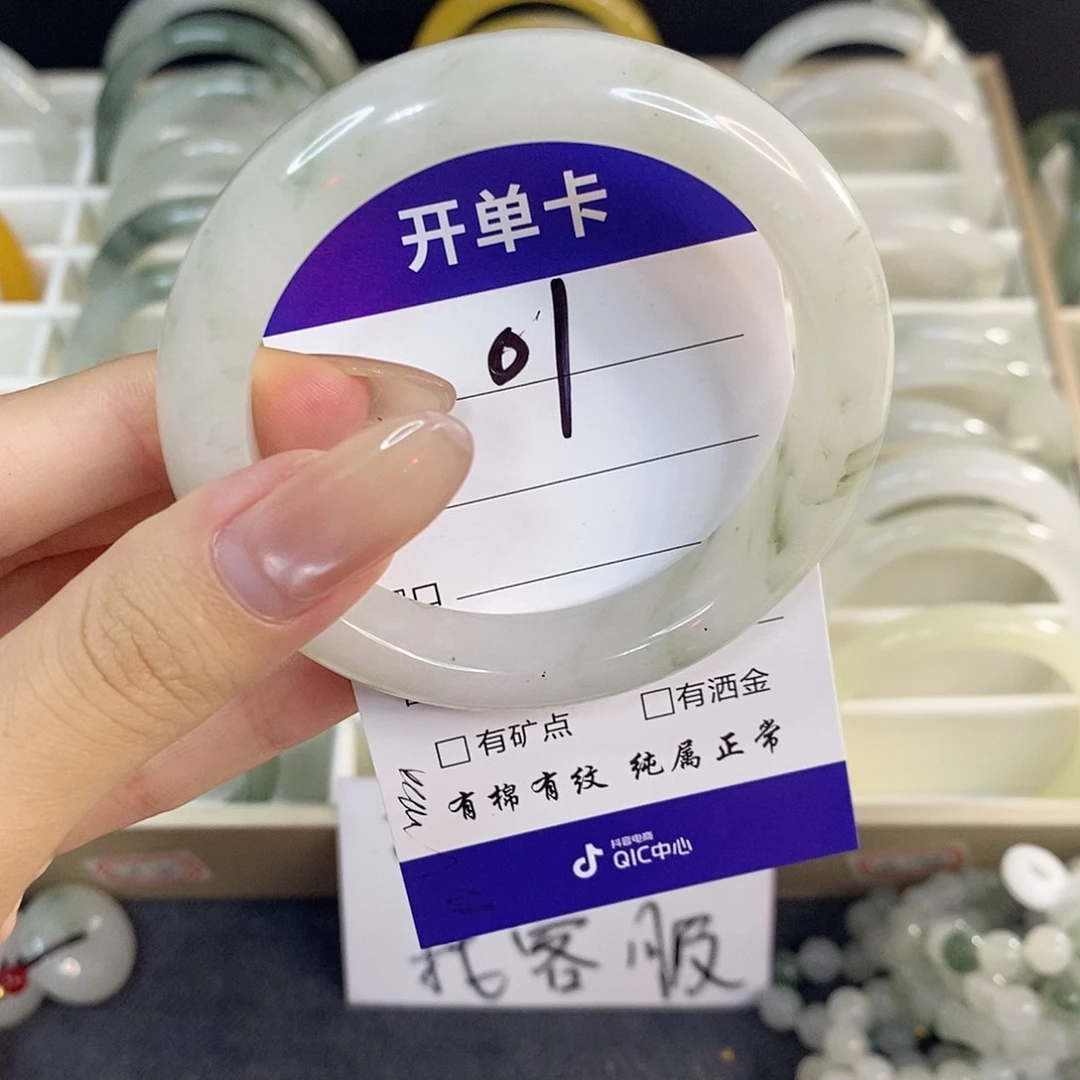 开单卡
01
有矿点
有洒金
有棉有纹 纯属正常
抖音电商
QIC中心
客服